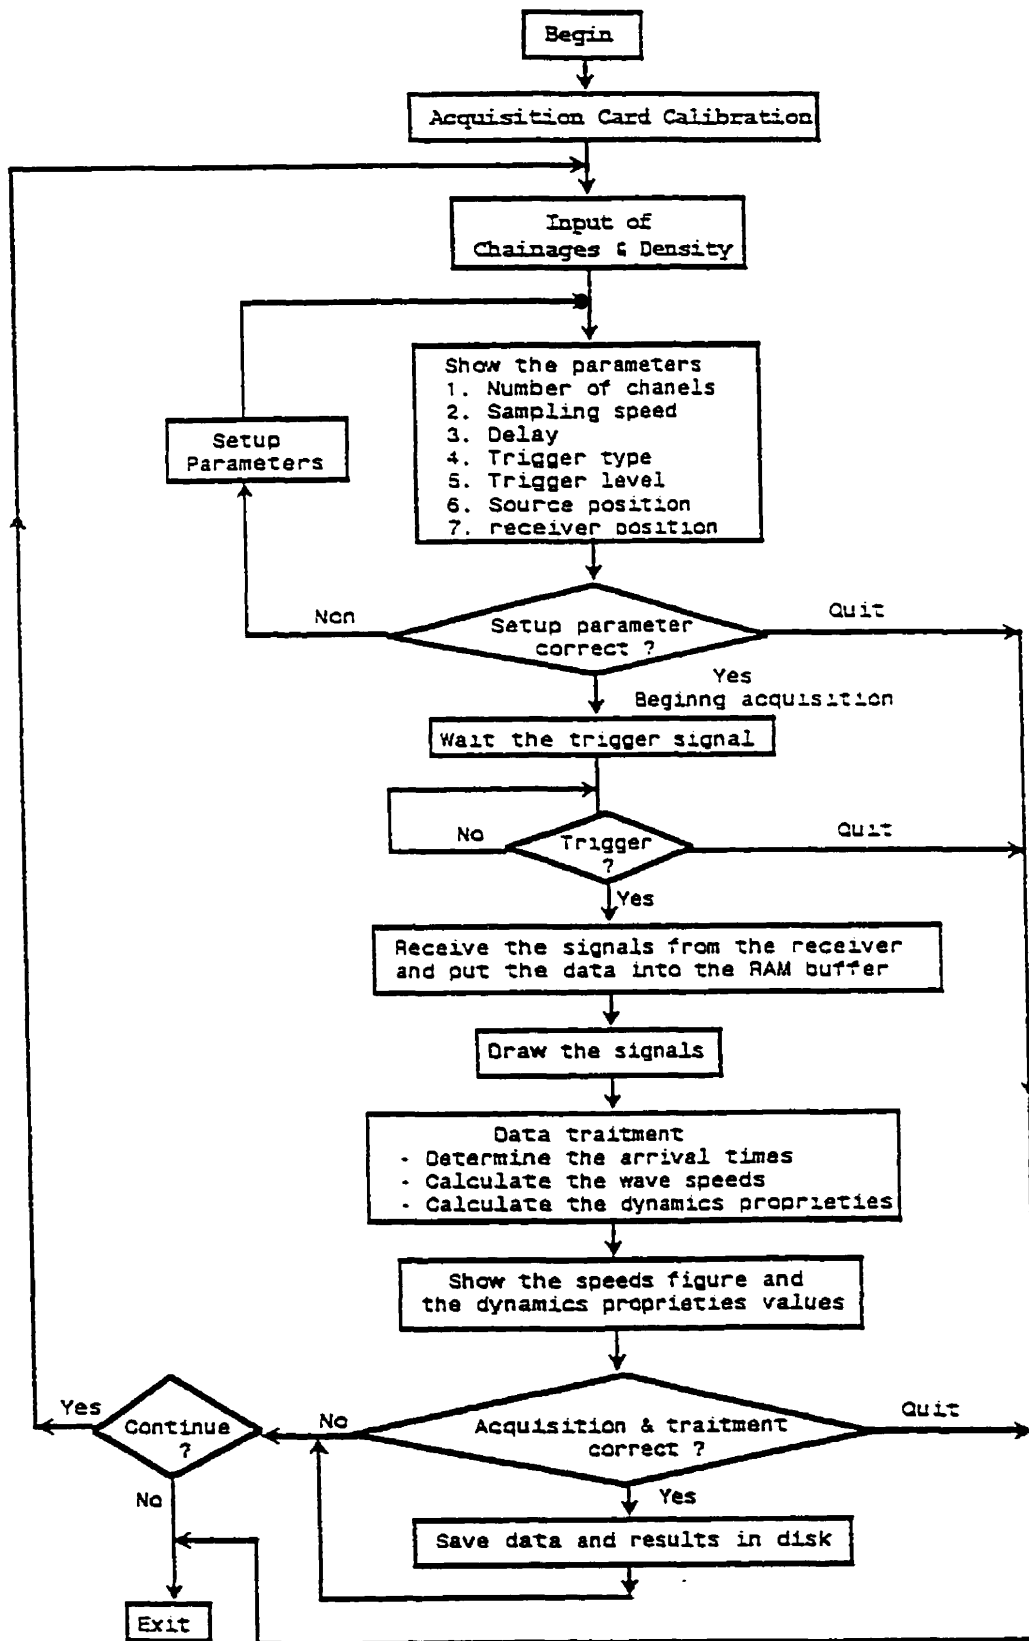 Begin
Acquisition Card Calibration
Input of
Chainages & Density
Show the parameters
1. Number of chanels
2. Sampling speed
3. Delay
4. Trigger type
5. Trigger level
6. Source position
7. receiver position
Setup
Parameters
Non
Setup parameter
correct ?
Quit
Yes
Beginng acquisition
Wait the trigger signal
No
Trigger
?
Quit
Yes
Receive the signals from the receiver
and put the data into the RAM buffer
Draw the signals
Data traitment
- Determine the arrival times
- Calculate the wave speeds
- Calculate the dynamics proprieties
Show the speeds figure and
the dynamics proprieties values
Yes
Continue
?
No
Acquisition & traitment
correct ?
Quit
No
Yes
Save data and results in disk
Exit